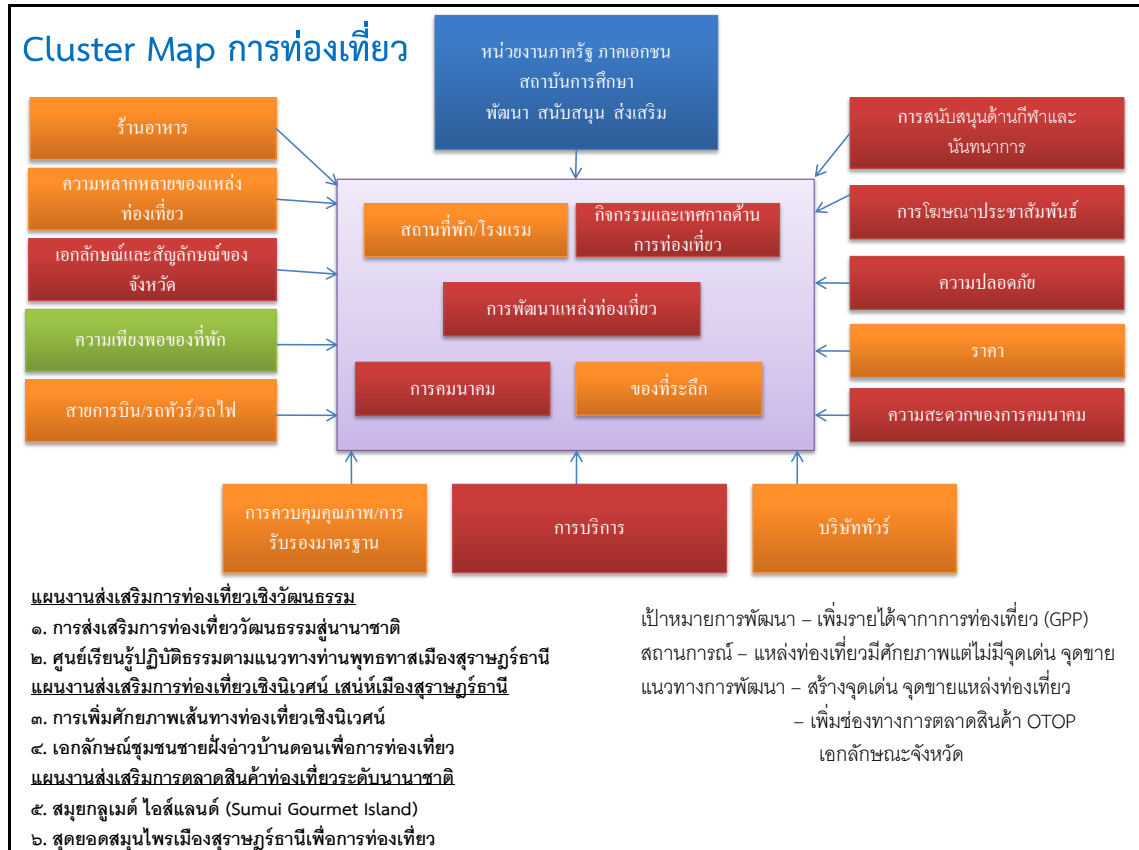 Cluster Map การท่องเที่ยว
หน่วยงานภาครัฐ ภาคเอกชน
สถาบันการศึกษา
พัฒนา สนับสนุน ส่งเสริม
ร้านอาหาร
ความหลากหลายของแหล่ง
ท่องเที่ยว
เอกลักษณ์และสัญลักษณ์ของ
จังหวัด
ความเพียงพอของที่พัก
สายการบิน/รถทัวร์/รถไฟ
สถานที่พัก/โรงแรม
กิจกรรมและเทศกาลด้าน
การท่องเที่ยว
การพัฒนาแหล่งท่องเที่ยว
การคมนาคม
ของที่ระลึก
การสนับสนุนด้านกีฬาและ
นันทนาการ
การโฆษณาประชาสัมพันธ์
ความปลอดภัย
ราคา
ความสะดวกของการคมนาคม
การควบคุมคุณภาพ/การ
รับรองมาตรฐาน
การบริการ
บริษัททัวร์
แผนงานส่งเสริมการท่องเที่ยวเชิงวัฒนธรรม
๑. การส่งเสริมการท่องเที่ยววัฒนธรรมสู่นานาชาติ
๒. ศูนย์เรียนรู้ปฏิบัติธรรมตามแนวทางท่านพุทธทาสเมืองสุราษฎร์ธานี
แผนงานส่งเสริมการท่องเที่ยวเชิงนิเวศน์ เสน่ห์เมืองสุราษฎร์ธานี
๓. การเพิ่มศักยภาพเส้นทางท่องเที่ยวเชิงนิเวศน์
๔. เอกลักษณ์ชุมชนชายฝั่งอ่าวบ้านดอนเพื่อการท่องเที่ยว
แผนงานส่งเสริมการตลาดสินค้าท่องเที่ยวระดับนานาชาติ
๕. สมุยกลูเมต์ ไอส์แลนด์ (Sumui Gourmet Island)
๖. สุดยอดสมุนไพรเมืองสุราษฎร์ธานีเพื่อการท่องเที่ยว
เป้าหมายการพัฒนา – เพิ่มรายได้จากาการท่องเที่ยว (GPP)
สถานการณ์ – แหล่งท่องเที่ยวมีศักยภาพแต่ไม่มีจุดเด่น จุดขาย
แนวทางการพัฒนา – สร้างจุดเด่น จุดขายแหล่งท่องเที่ยว
– เพิ่มช่องทางการตลาดสินค้า OTOP
เอกลักษณะจังหวัด